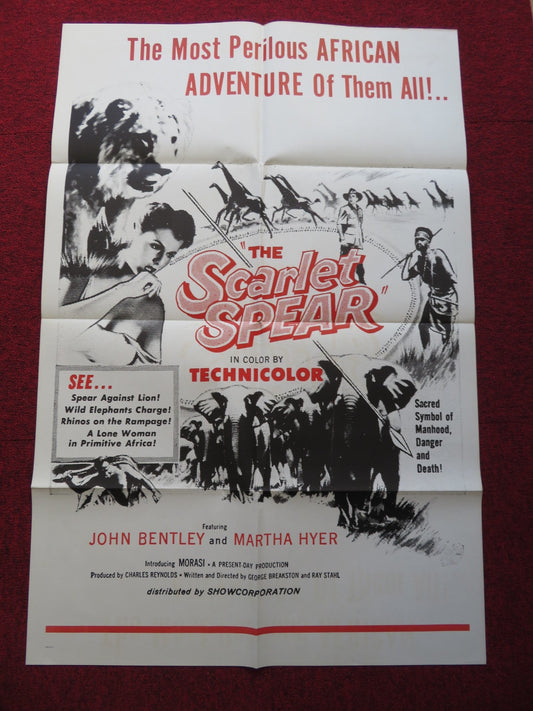 The Most Perilous AFRICAN
ADVENTURE Of Them All!..
"THE
Scarlet
SPEAR"
IN COLOR BY
TECHNICOLOR
SEE...
Spear Against Lion!
Wild Elephants Charge!
Rhinos on the Rampage!
A Lone Woman
in Primitive Africa!
Sacred
Symbol of
Manhood,
Danger
and
Death!
Featuring
JOHN BENTLEY and MARTHA HYER
Introducing MORASI • A PRESENT-DAY PRODUCTION
Produced by CHARLES REYNOLDS • Written and Directed by GEORGE BREAKSTON and RAY STAHL
distributed by SHOWCORPORATION